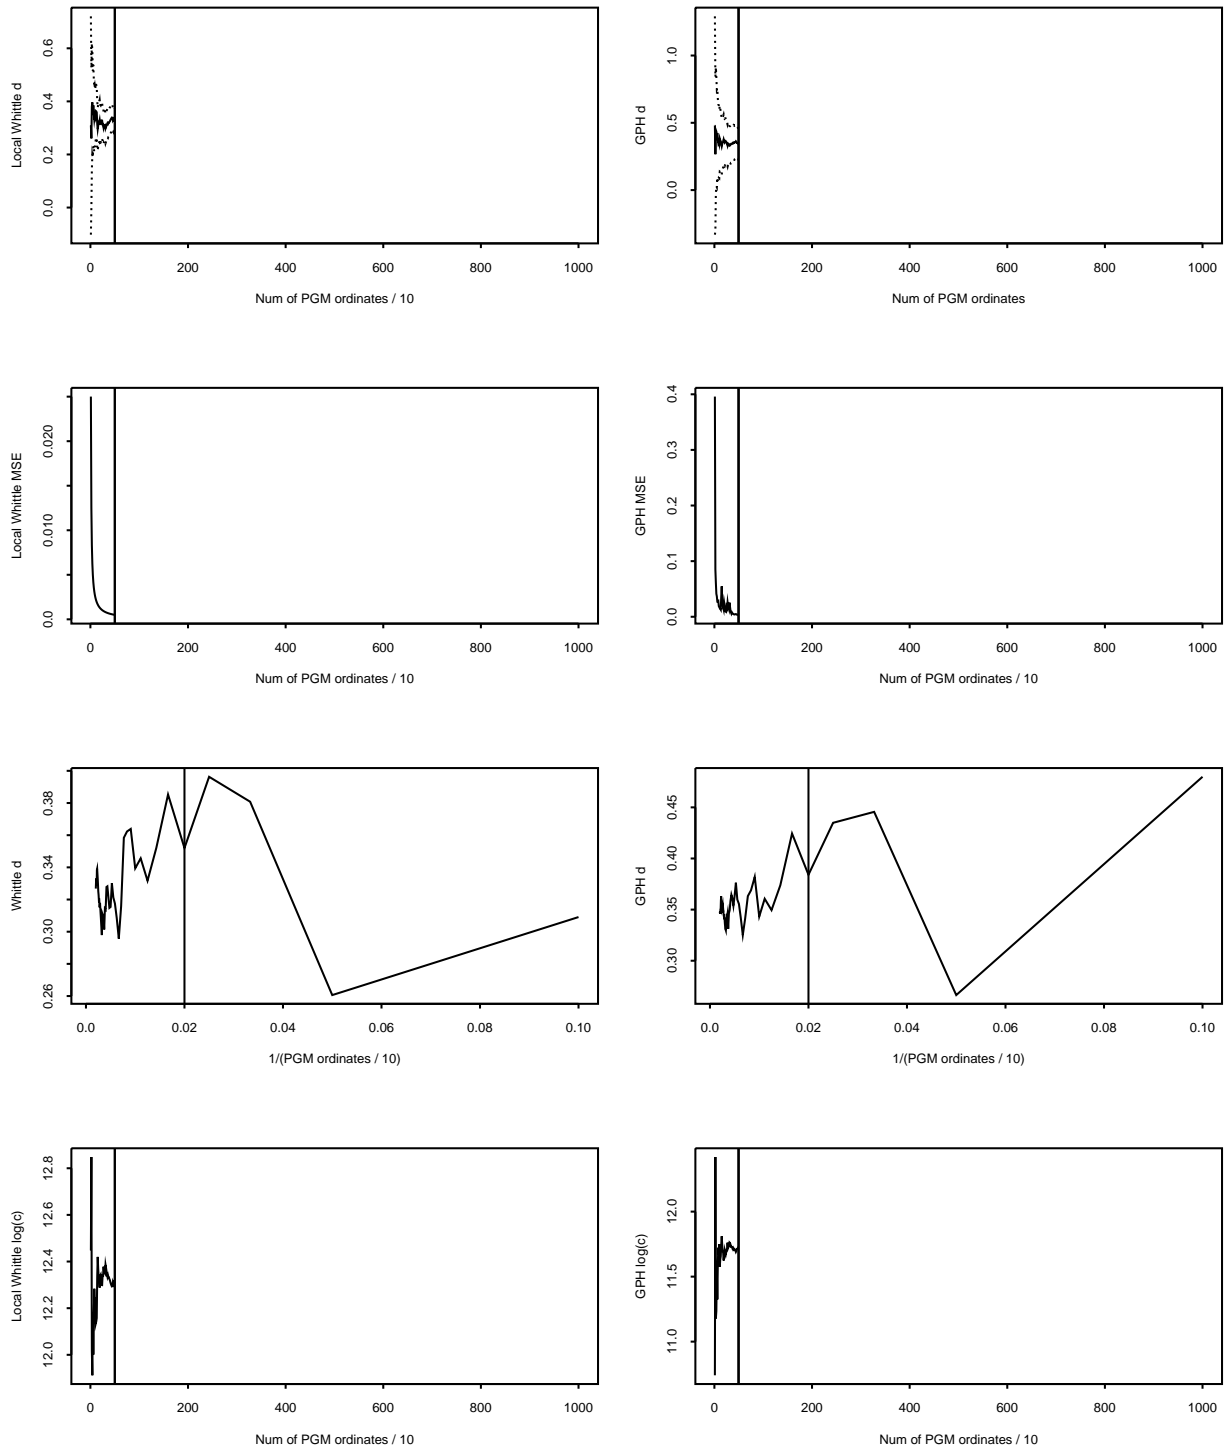 Local Whittle d
0.0 0.2 0.4 0.6
0 200 400 600 800 1000
Num of PGM ordinates / 10
GPH d
0.0 0.5 1.0
0 200 400 600 800 1000
Num of PGM ordinates
Local Whittle MSE
0.0 0.010 0.020
0 200 400 600 800 1000
Num of PGM ordinates / 10
GPH MSE
0.0 0.1 0.2 0.3 0.4
0 200 400 600 800 1000
Num of PGM ordinates / 10
Whittle d
0.26 0.30 0.34 0.38
0.0 0.02 0.04 0.06 0.08 0.10
1/(PGM ordinates / 10)
GPH d
0.30 0.35 0.40 0.45
0.0 0.02 0.04 0.06 0.08 0.10
1/(PGM ordinates / 10)
Local Whittle log(c)
12.0 12.2 12.4 12.6 12.8
0 200 400 600 800 1000
Num of PGM ordinates / 10
GPH log(c)
11.0 11.5 12.0
0 200 400 600 800 1000
Num of PGM ordinates / 10